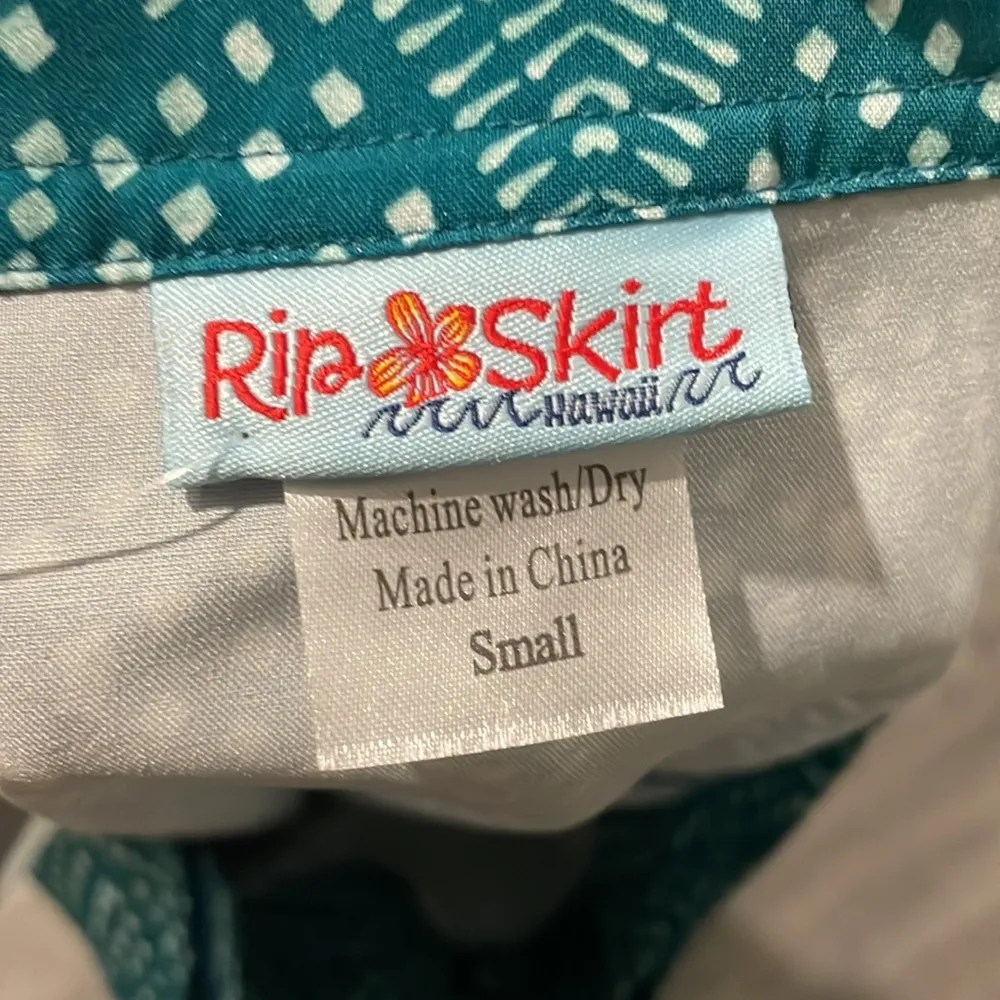 Rip Skirt
Hawaii
Machine wash/Dry
Made in China
Small